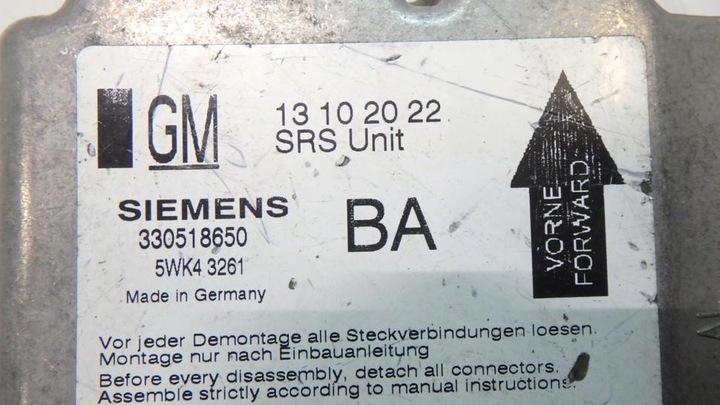 GM
13 10 20 22
SRS Unit
SIEMENS
330518650
5WK4 3261
Made in Germany
BA
VORNE
FORWARD
Vor jeder Demontage alle Steckverbindungen loesen.
Montage nur nach Einbauanleitung
Before every disassembly, detach all connectors.
Assemble strictly according to manual instructions.